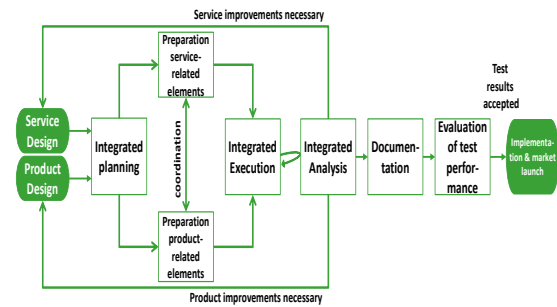 Service improvements necessary
Preparation
service-
related
elements
Test
results
accepted
Service
Design
Product
Design
Integrated
planning
coordination
Integrated
Execution
Integrated
Analysis
Documen-
tation
Evaluation
of test
perfor-
mance
Implementa-
tion & market
launch
Preparation
product-
related
elements
Product improvements necessary